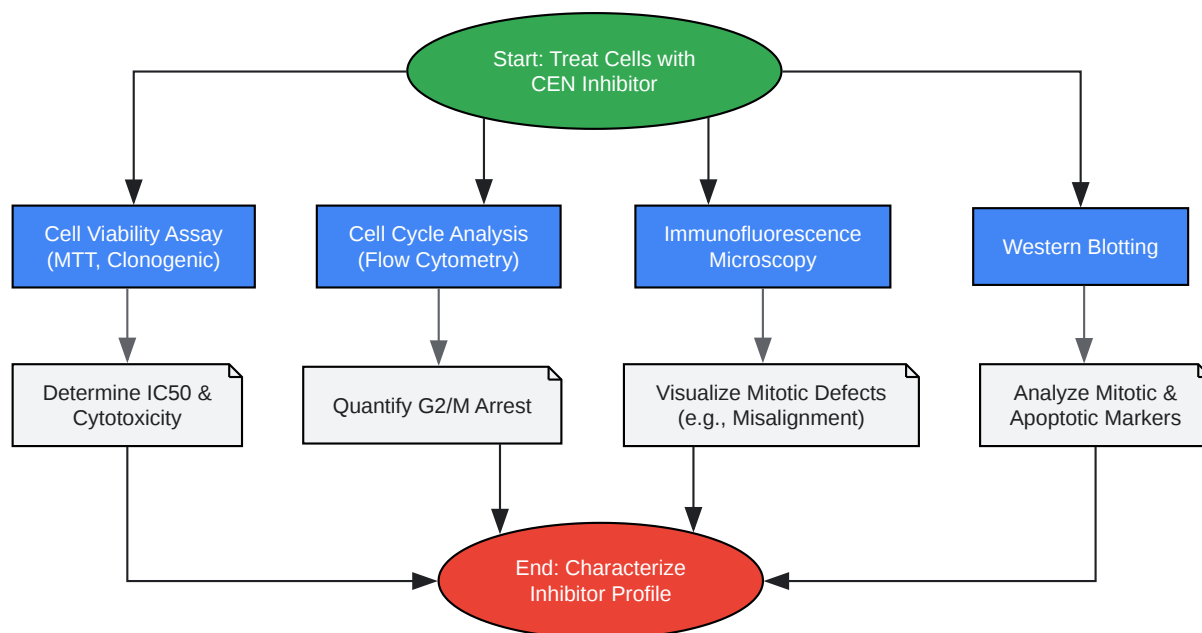 Start: Treat Cells with
CEN Inhibitor
Cell Viability Assay
(MTT, Clonogenic)
Cell Cycle Analysis
(Flow Cytometry)
Immunofluorescence
Microscopy
Western Blotting
Determine IC50 &
Cytotoxicity
Quantify G2/M Arrest
Visualize Mitotic Defects
(e.g., Misalignment)
Analyze Mitotic &
Apoptotic Markers
End: Characterize
Inhibitor Profile